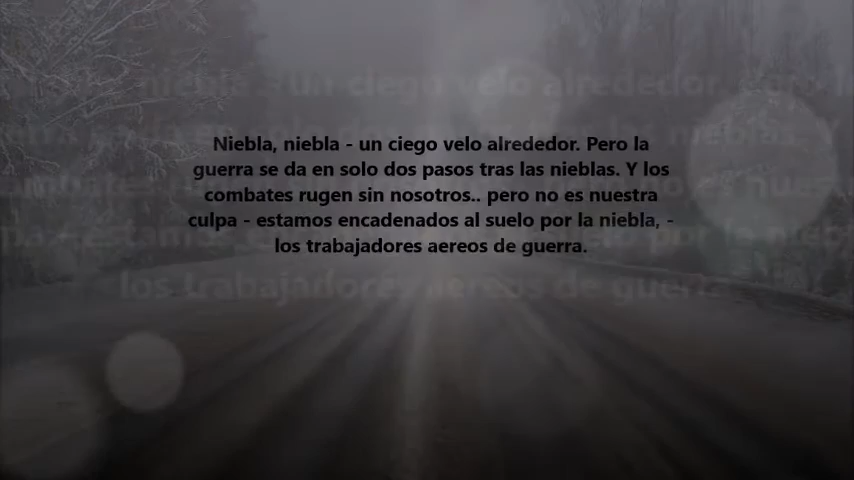 Niebla, niebla - un ciego velo alrededor. Pero la
guerra se da en solo dos pasos tras las nieblas. Y los
combates rugen sin nosotros.. pero no es nuestra
culpa - estamos encadenados al suelo por la niebla, -
los trabajadores aereos de guerra.